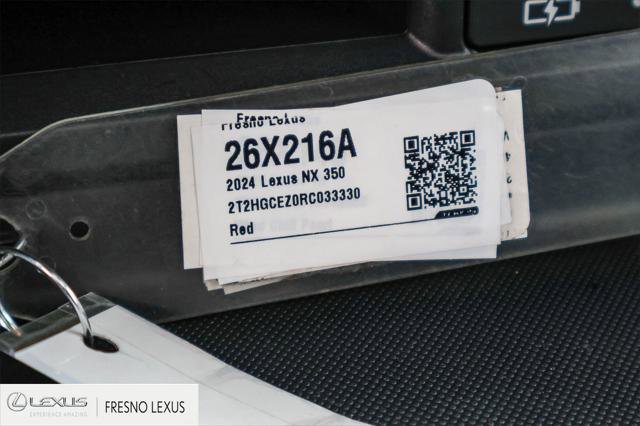 Fresno Lexus
26X216A
2024 Lexus NX 350
2T2HGCEZ0RC033330
Red
LEXUS
EXPERIENCE AMAZING
FRESNO LEXUS